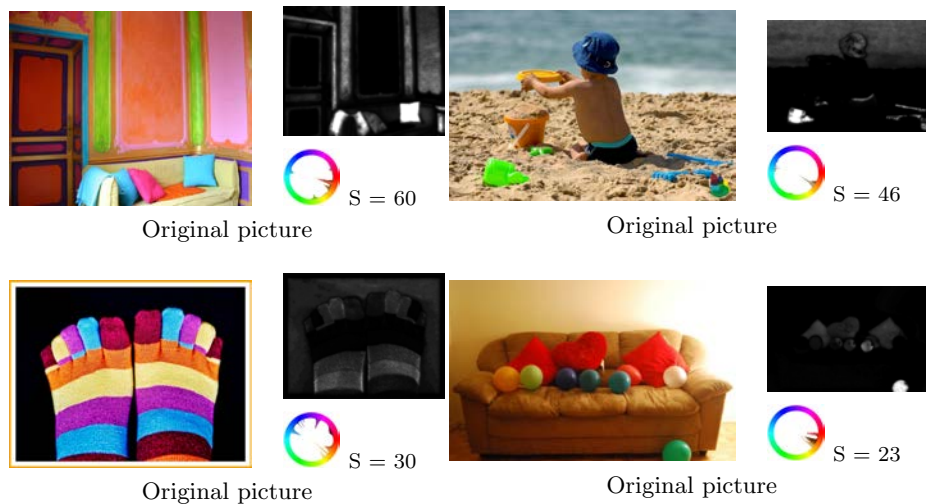 S = 60
S = 46
Original picture
Original picture
S = 30
S = 23
Original picture
Original picture